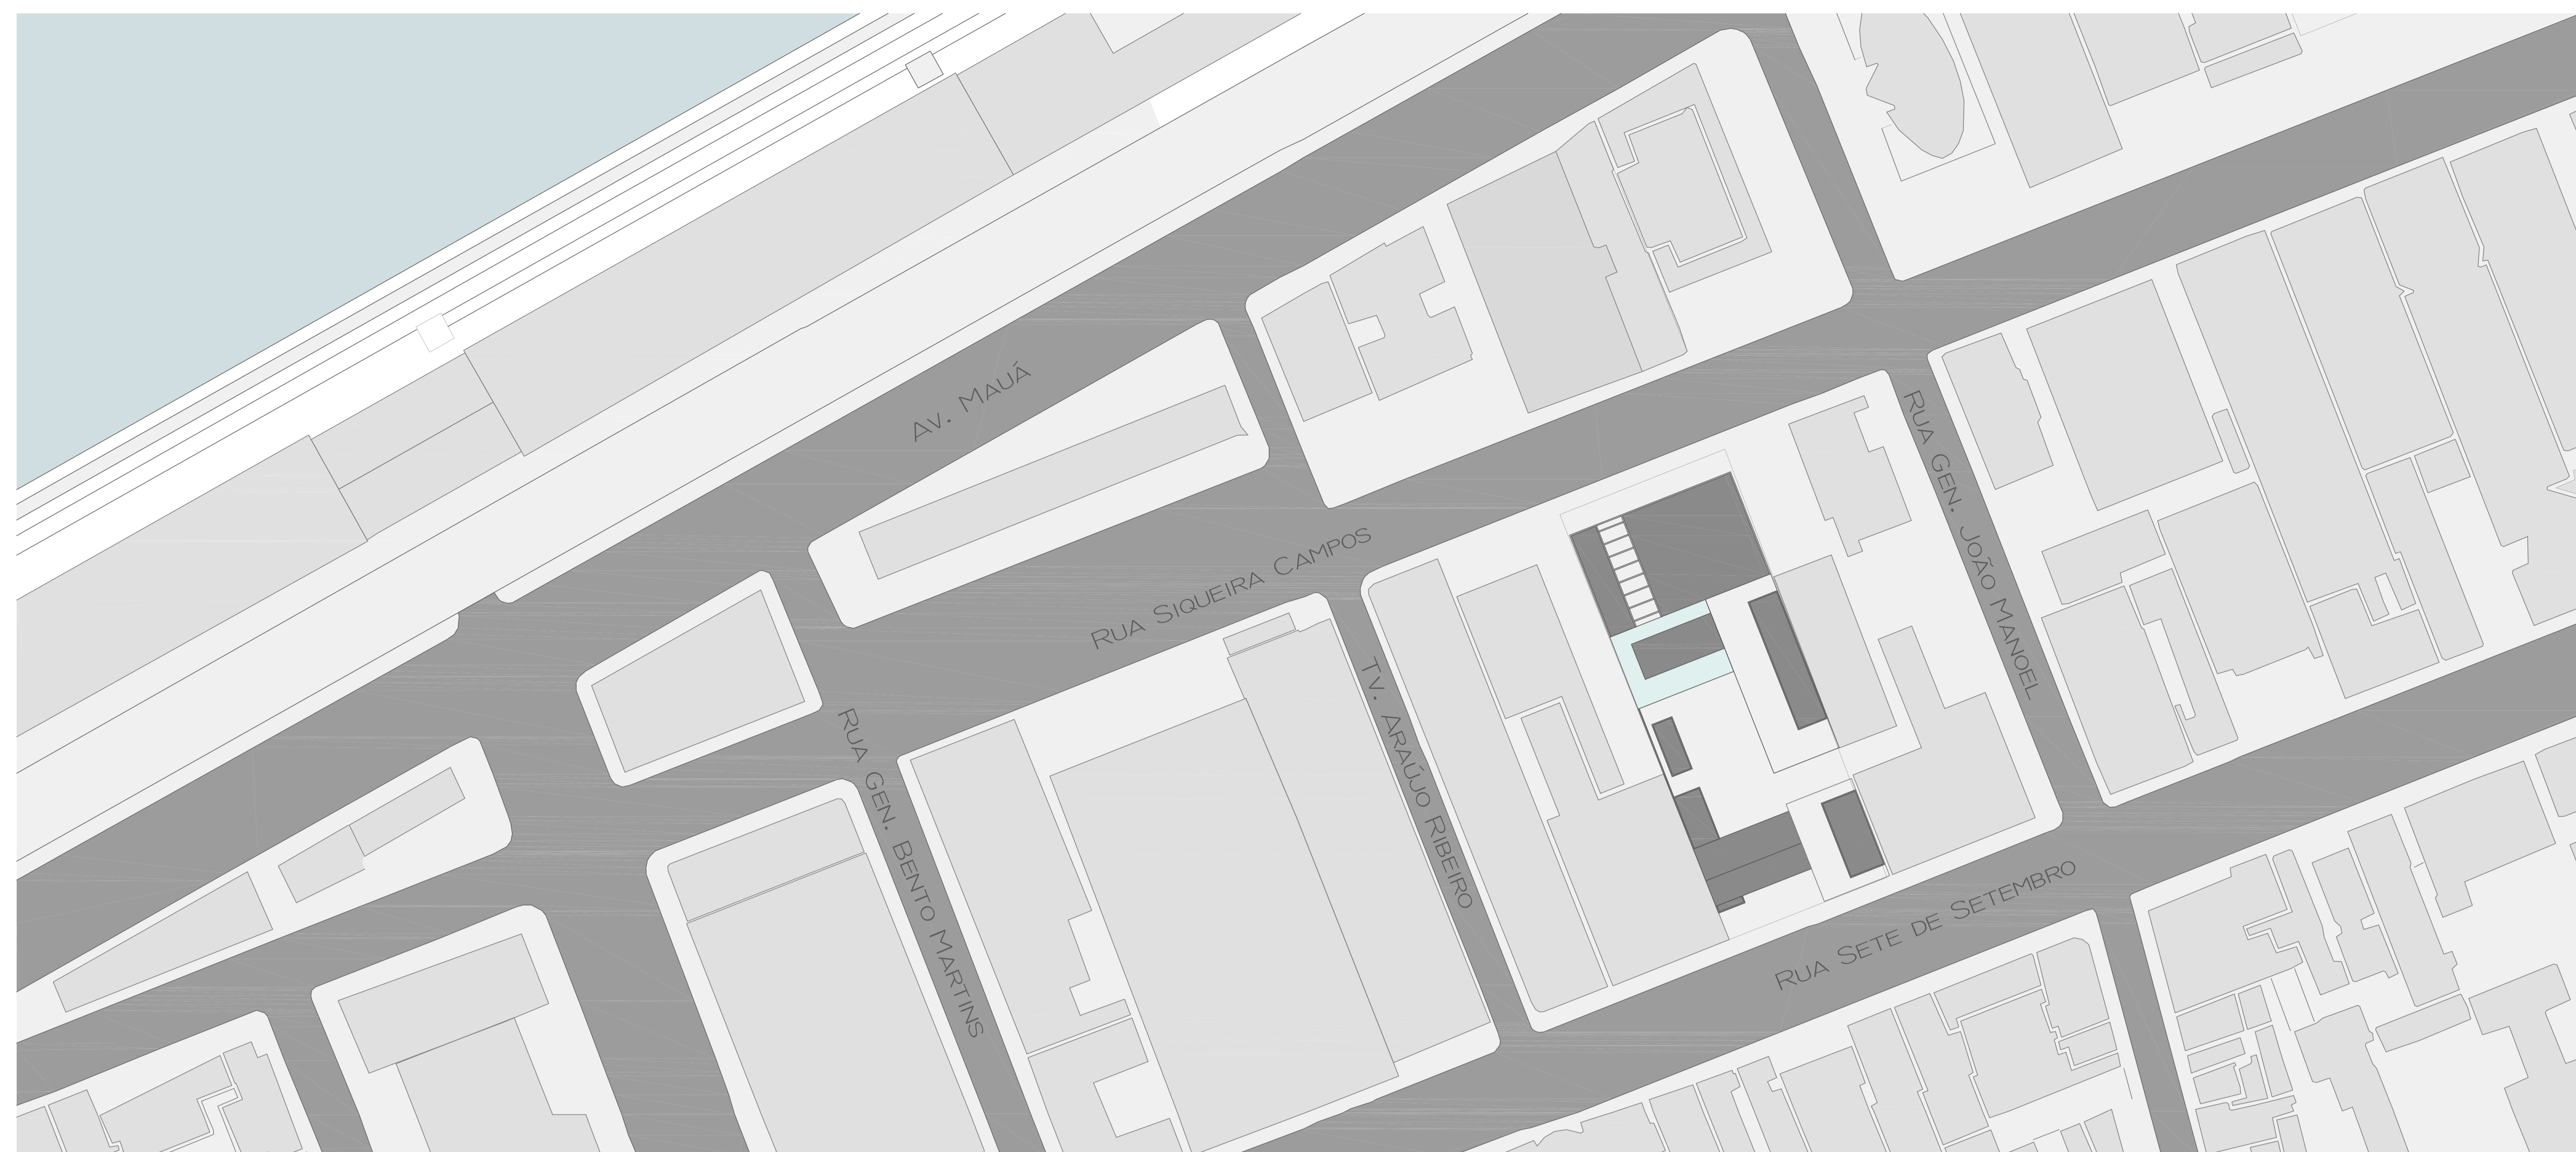 Av. Mauá
Rua Gen. João Manoel
Rua Siqueira Campos
Tv. Araújo Ribeiro
Rua Gen. Bento Martins
Rua Sete de Setembro